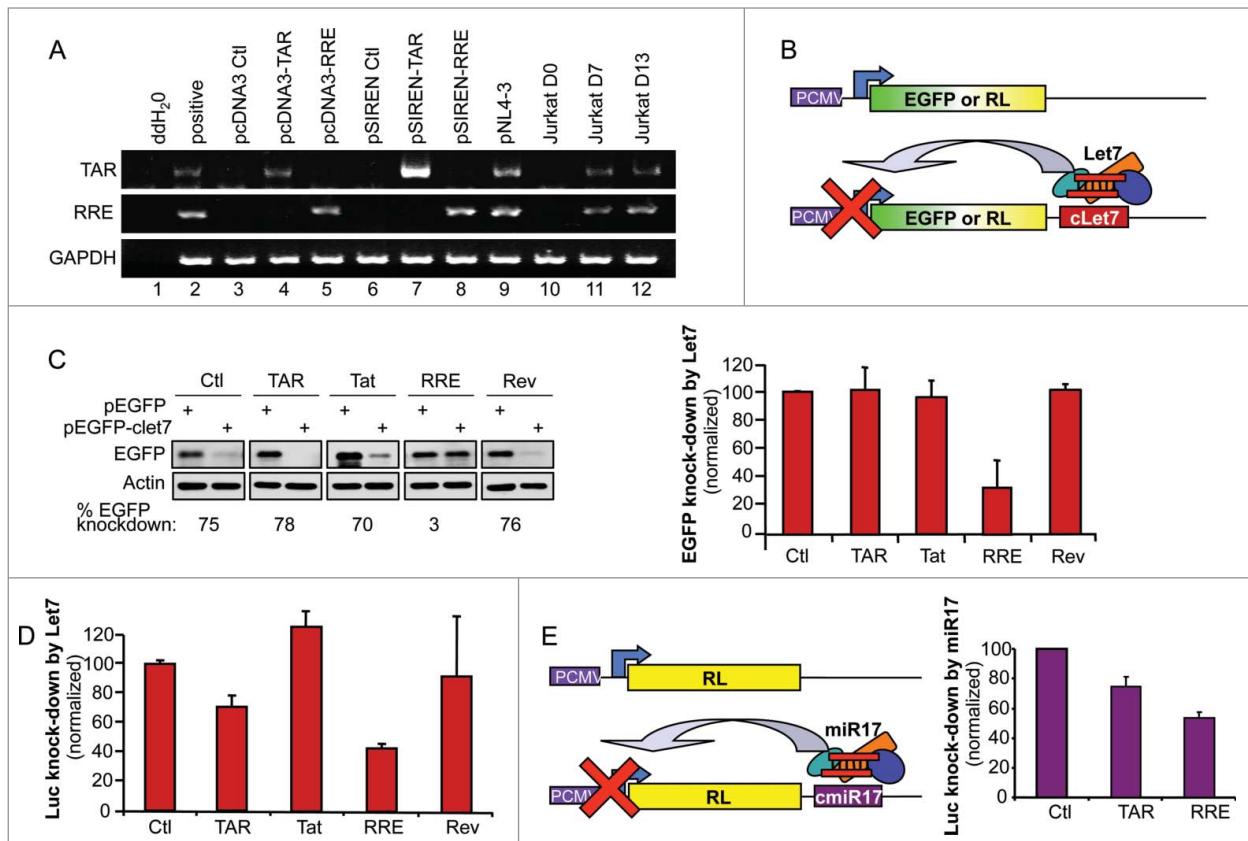 A
ddH20
positive
pcDNA3 Ctl
pcDNA3-TAR
pcDNA3-RRE
pSIREN Ctl
pSIREN-TAR
pSIREN-RRE
pNL4-3
Jurkat D0
Jurkat D7
Jurkat D13
TAR
RRE
GAPDH
1 2 3 4 5 6 7 8 9 10 11 12
B
PCMV
EGFP or RL
Let7
PCMV
EGFP or RL
cLet7
C
Ctl TAR Tat RRE Rev
pEGFP + + + + +
pEGFP-clet7 + + + + +
EGFP
Actin
% EGFP
knockdown: 75 78 70 3 76
EGFP knock-down by Let7
(normalized)
120
100
80
60
40
20
0
Ctl TAR Tat RRE Rev
D
Luc knock-down by Let7
(normalized)
120
100
80
60
40
20
0
Ctl TAR Tat RRE Rev
E
PCMV
RL
miR17
PCMV
RL
cmiR17
Luc knock-down by miR17
(normalized)
100
80
60
40
20
0
Ctl TAR RRE